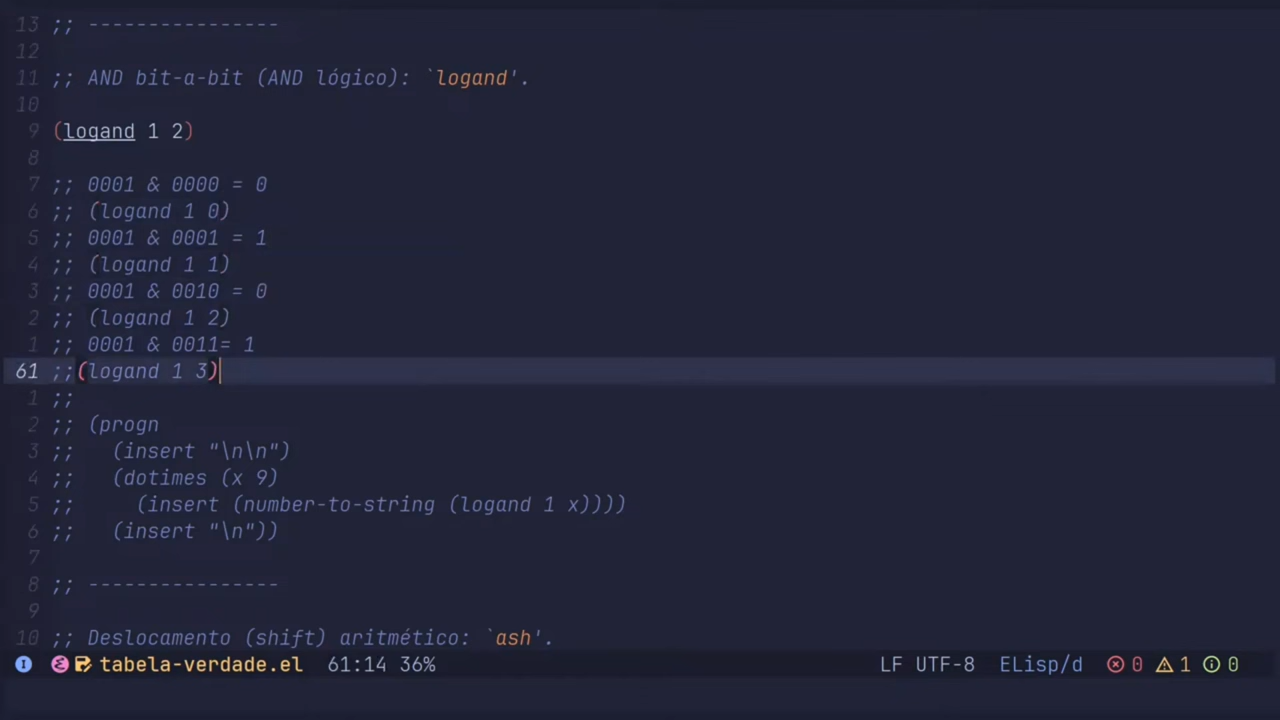 13 ;; ----------------
12
11 ;; AND bit-a-bit (AND lógico): `logand'.
10
9 (logand 1 2)
8
7 ;; 0001 & 0000 = 0
6 ;; (logand 1 0)
5 ;; 0001 & 0001 = 1
4 ;; (logand 1 1)
3 ;; 0001 & 0010 = 0
2 ;; (logand 1 2)
1 ;; 0001 & 0011= 1
61 ;;(logand 1 3)
1 ;;
2 ;; (progn
3 ;;   (insert "\n\n")
4 ;;   (dotimes (x 9)
5 ;;     (insert (number-to-string (logand 1 x))))
6 ;;   (insert "\n"))
7
8 ;; ----------------
9
10 ;; Deslocamento (shift) aritmético: `ash'.
I tabela-verdade.el 61:14 36% LF UTF-8 ELisp/d 0 1 0